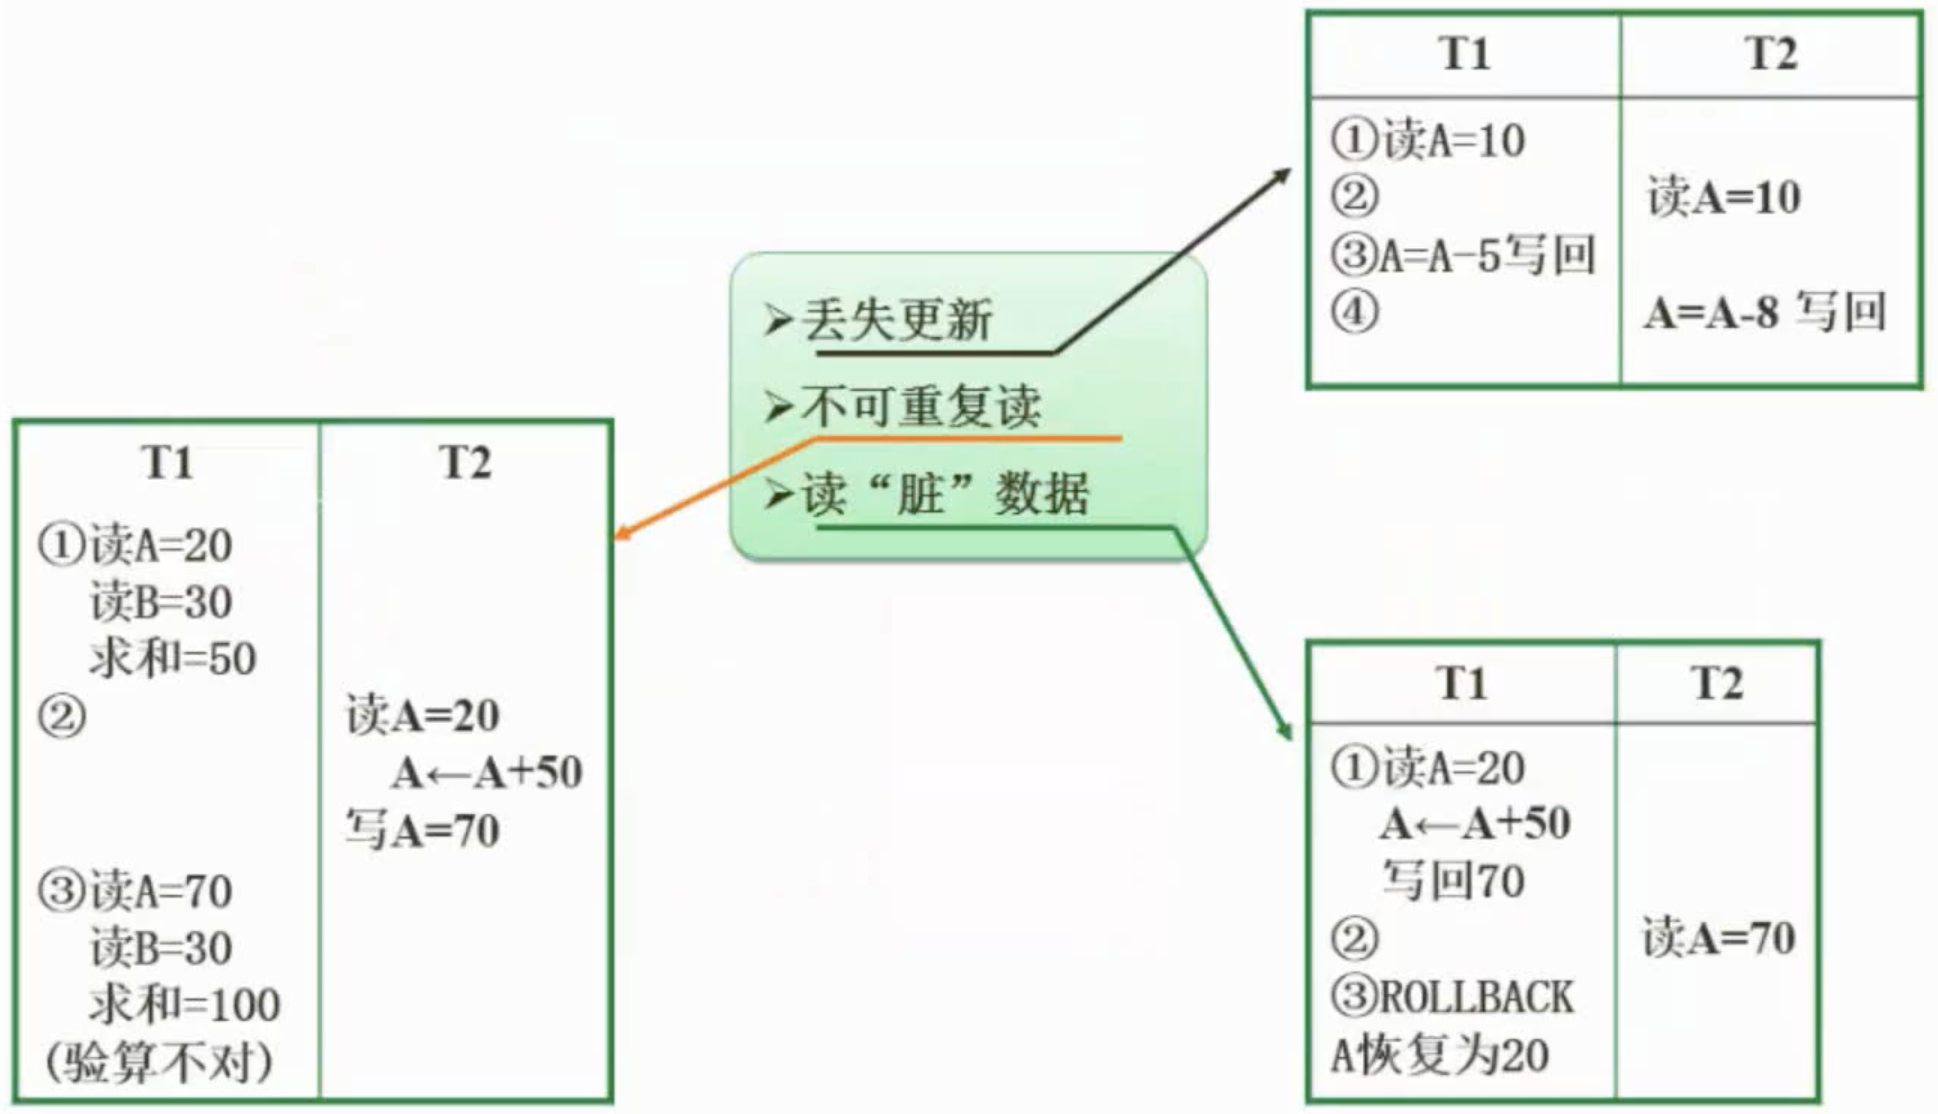 ➢丢失更新
➢不可重复读
➢读“脏”数据
T1 T2
①读A=10
② 读A=10
③A=A-5写回
④ A=A-8 写回
T1 T2
①读A=20
读B=30
求和=50
② 读A=20
A←A+50
写A=70
③读A=70
读B=30
求和=100
(验算不对)
T1 T2
①读A=20
A←A+50
写回70
② 读A=70
③ROLLBACK
A恢复为20